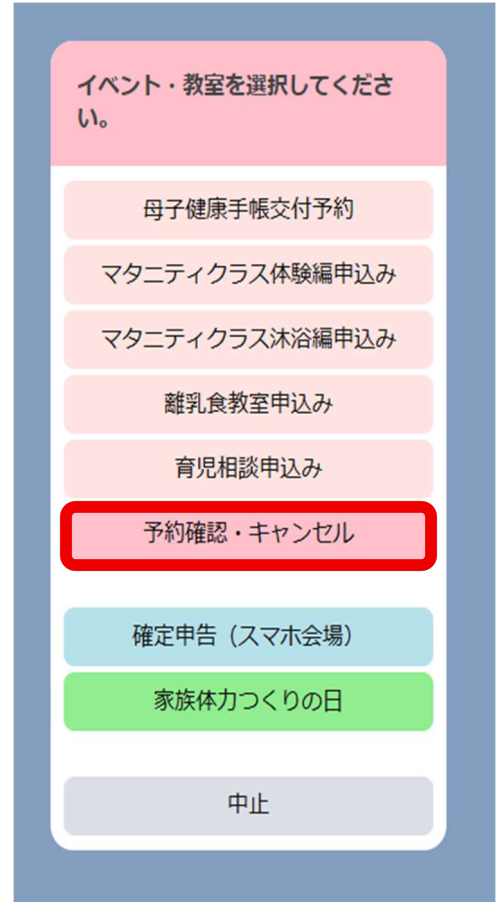 イベント・教室を選択してくださ
い。
母子健康手帳交付予約
マタニティクラス体験編申込み
マタニティクラス沐浴編申込み
離乳食教室申込み
育児相談申込み
予約確認・キャンセル
確定申告（スマホ会場）
家族体力つくりの日
中止